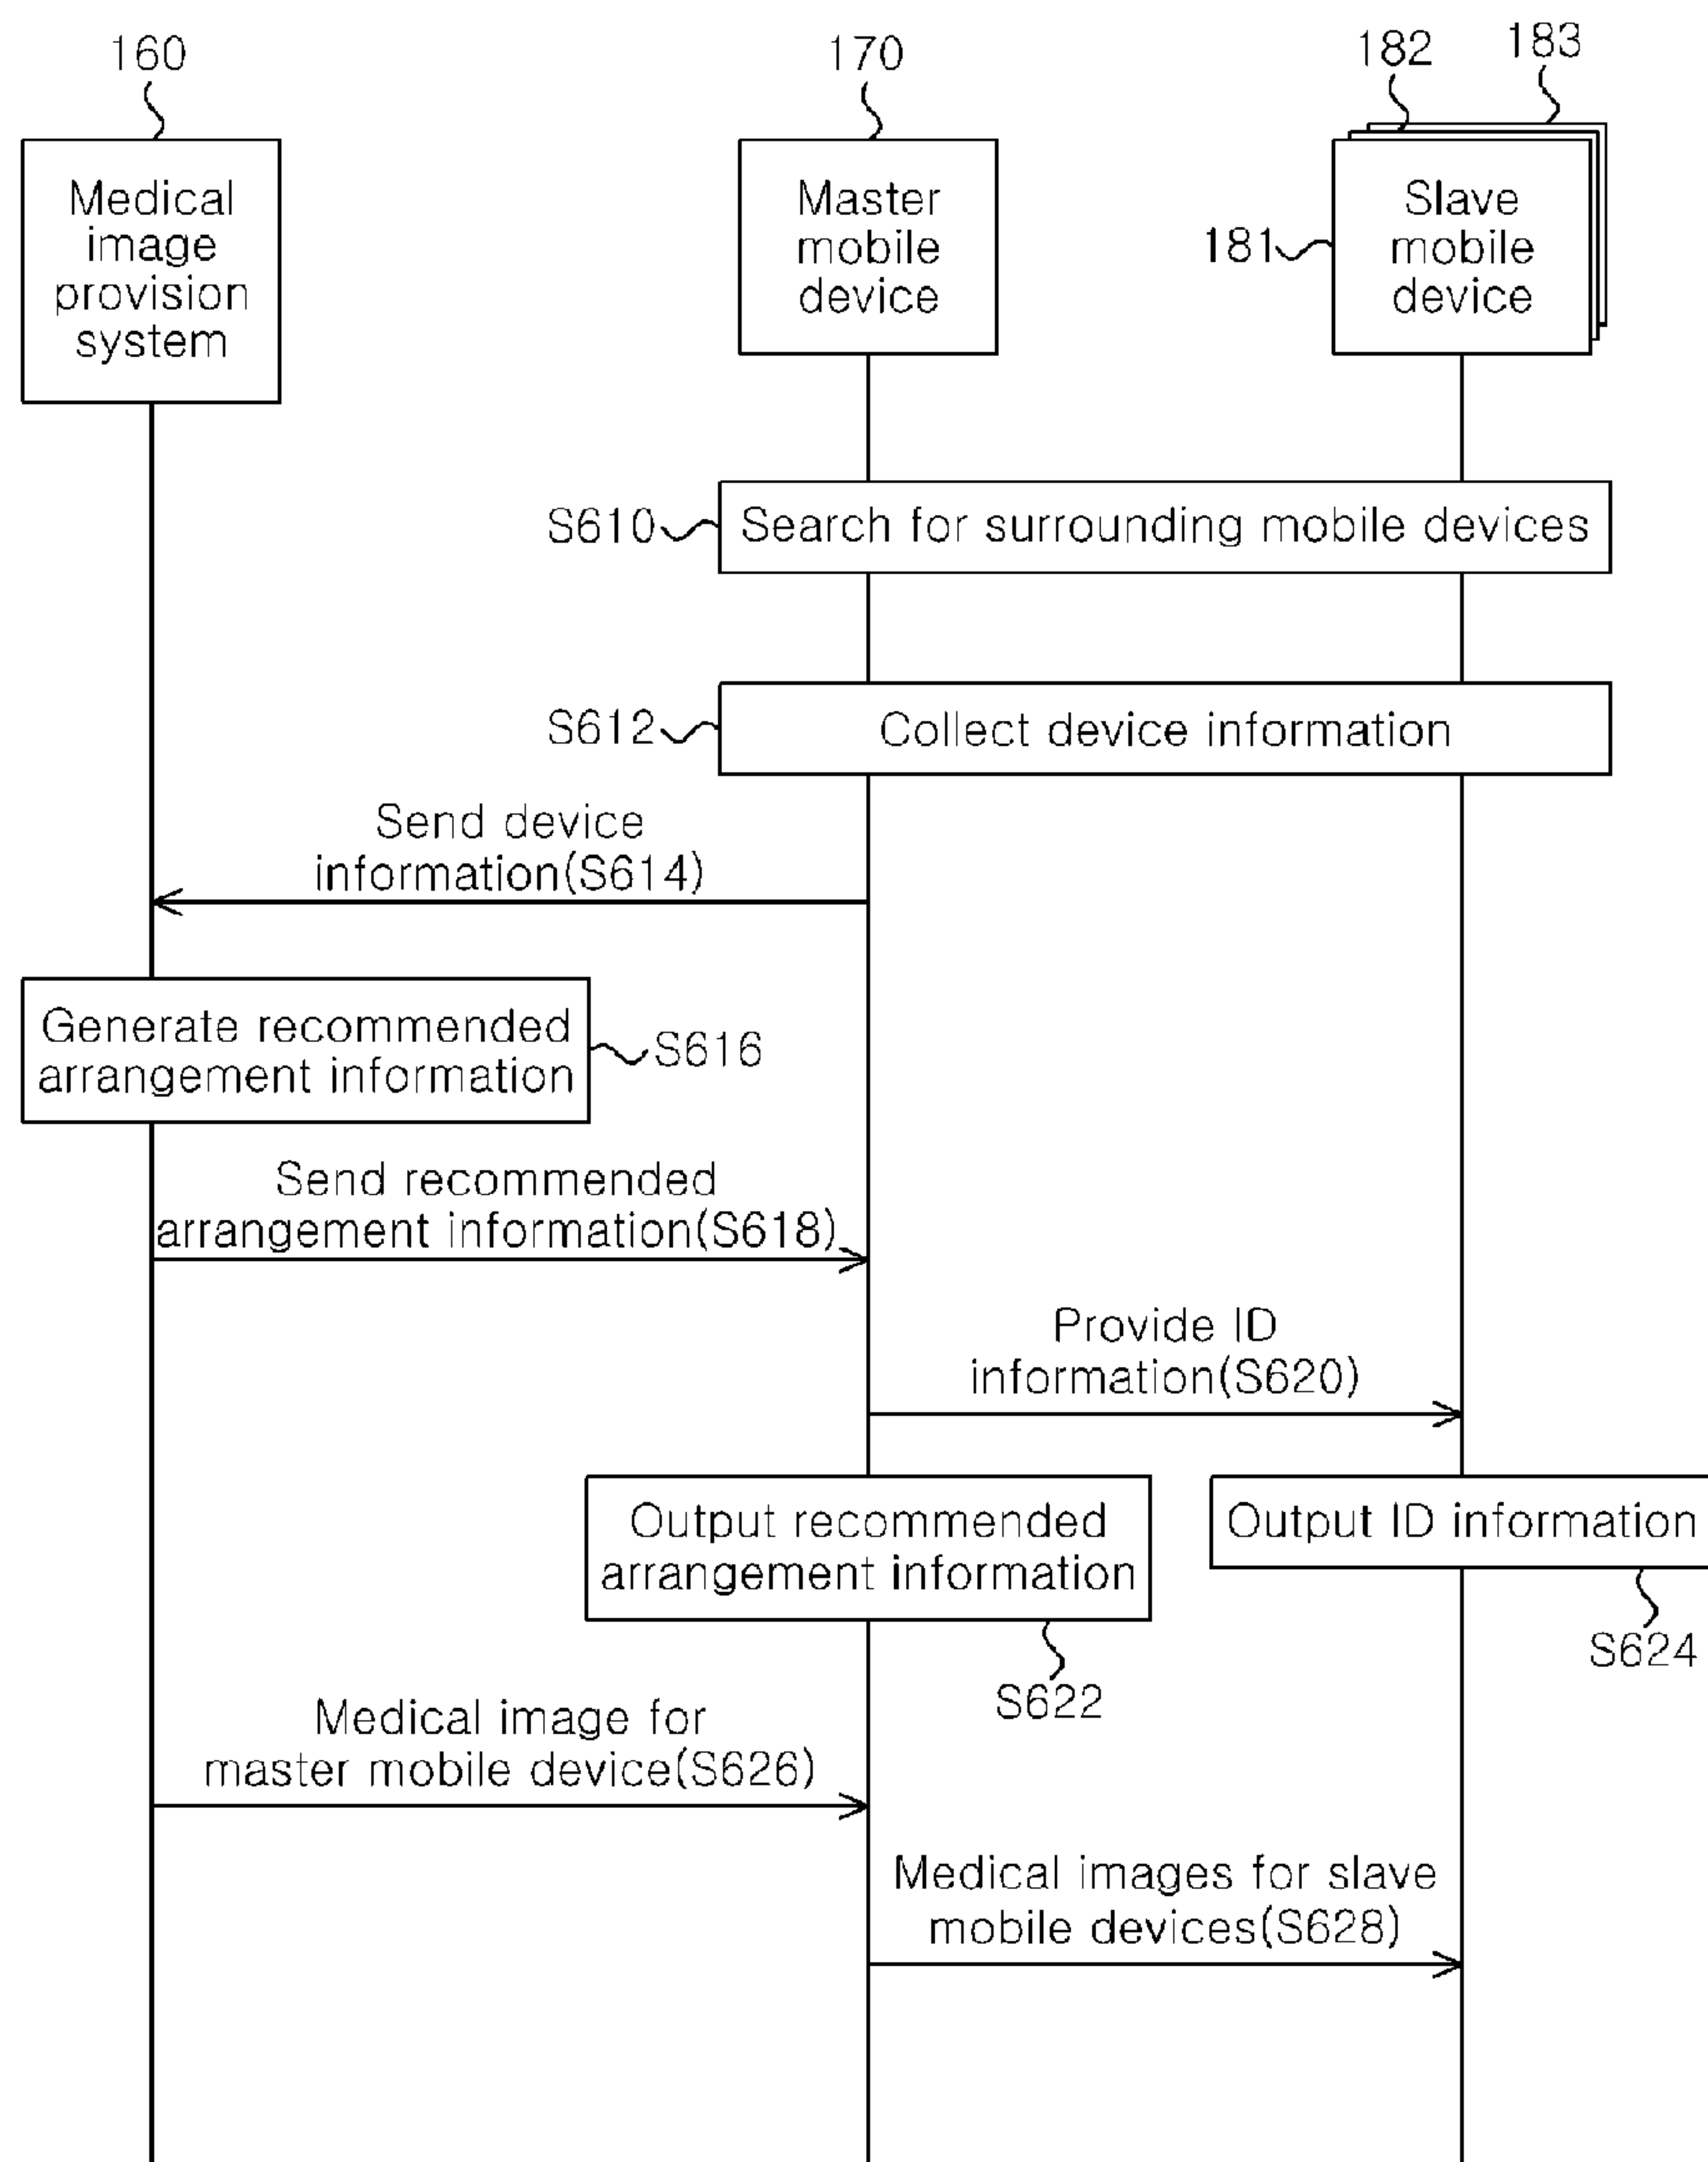 160
170
182
183
Medical
image
provision
system
Master
mobile
device
181
Slave
mobile
device
S610
Search for surrounding mobile devices
S612
Collect device information
Send device
information(S614)
Generate recommended
arrangement information
S616
Send recommended
arrangement information(S618)
Provide ID
information(S620)
Output recommended
arrangement information
Output ID information
S624
S622
Medical image for
master mobile device(S626)
Medical images for slave
mobile devices(S628)